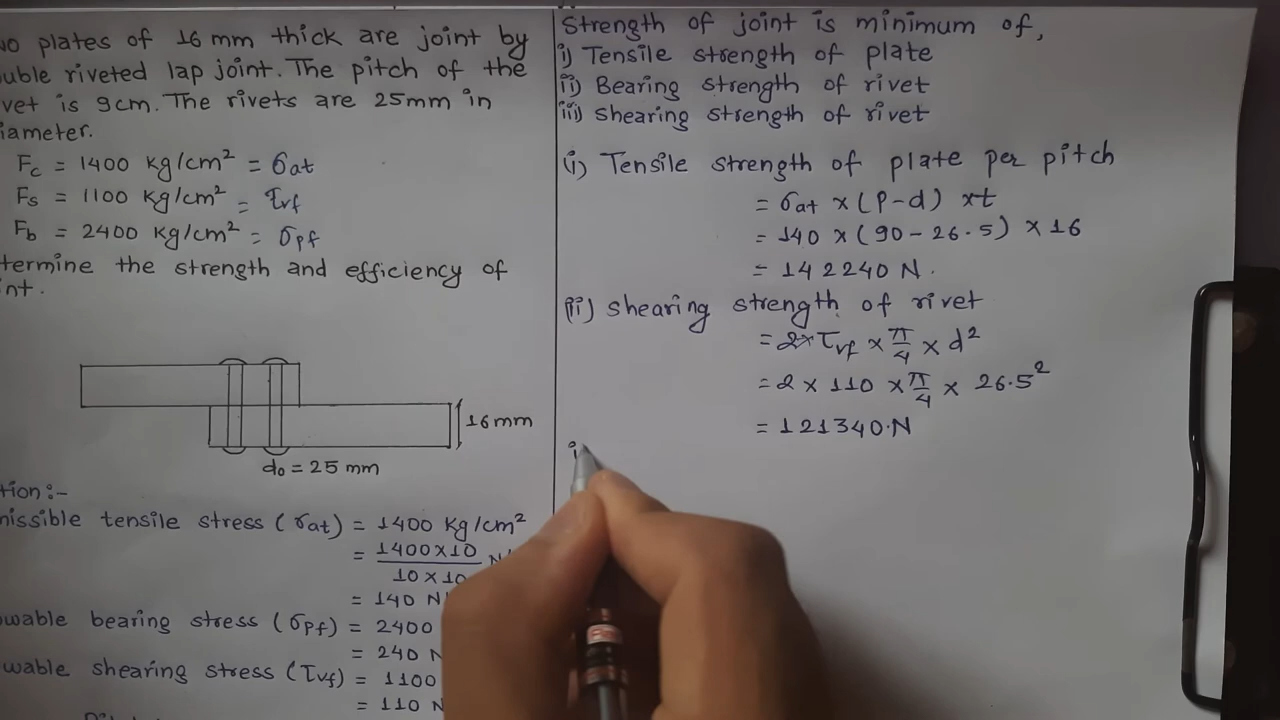 wo plates of 16 mm thick are joint by
uble riveted lap joint. The pitch of the
vet is 9cm. The rivets are 25mm in
iameter.
Fc = 1400 kg/cm² = σat
Fs = 1100 kg/cm² = τvf
Fb = 2400 kg/cm² = σpf
termine the strength and efficiency of
nt.
16mm
do = 25 mm
tion:-
missible tensile stress (σat) = 1400 kg/cm²
= 1400×10 / 10×10 N
= 140 N
wable bearing stress (σpf) = 2400
= 240 N
wable shearing stress (τvf) = 1100
= 110 N
Strength of joint is minimum of,
i) Tensile strength of plate
ii) Bearing strength of rivet
iii) Shearing strength of rivet
(i) Tensile strength of plate per pitch
= σat × (P-d) × t
= 140 × (90 - 26.5) × 16
= 142240 N.
(ii) Shearing strength of rivet
= 2× τvf × π/4 × d²
= 2 × 110 × π/4 × 26.5²
= 121340.N